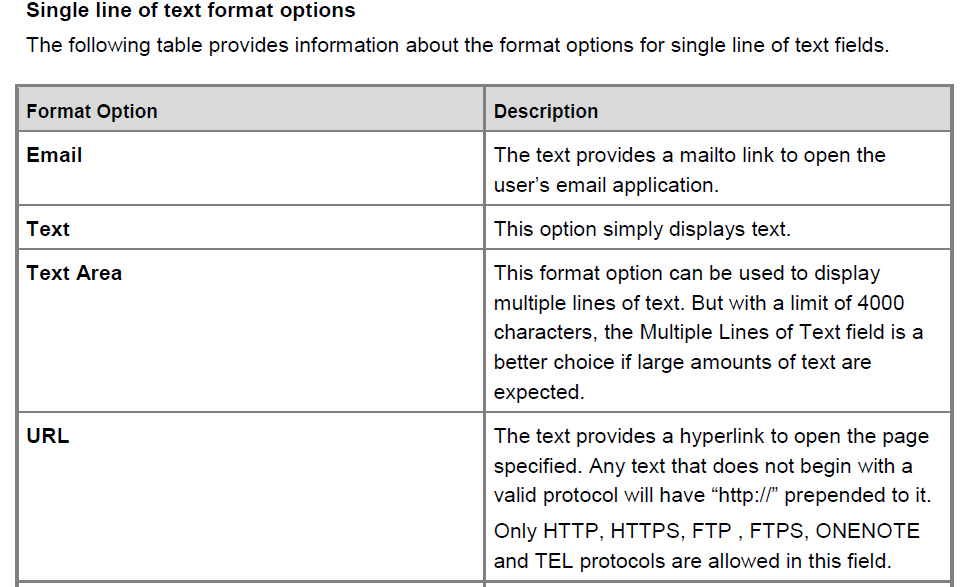 Single line of text format options
The following table provides information about the format options for single line of text fields.
Format Option
Description
Email
The text provides a mailto link to open the
user’s email application.
Text
This option simply displays text.
Text Area
This format option can be used to display
multiple lines of text. But with a limit of 4000
characters, the Multiple Lines of Text field is a
better choice if large amounts of text are
expected.
URL
The text provides a hyperlink to open the page
specified. Any text that does not begin with a
valid protocol will have “http://” prepended to it.
Only HTTP, HTTPS, FTP , FTPS, ONENOTE
and TEL protocols are allowed in this field.